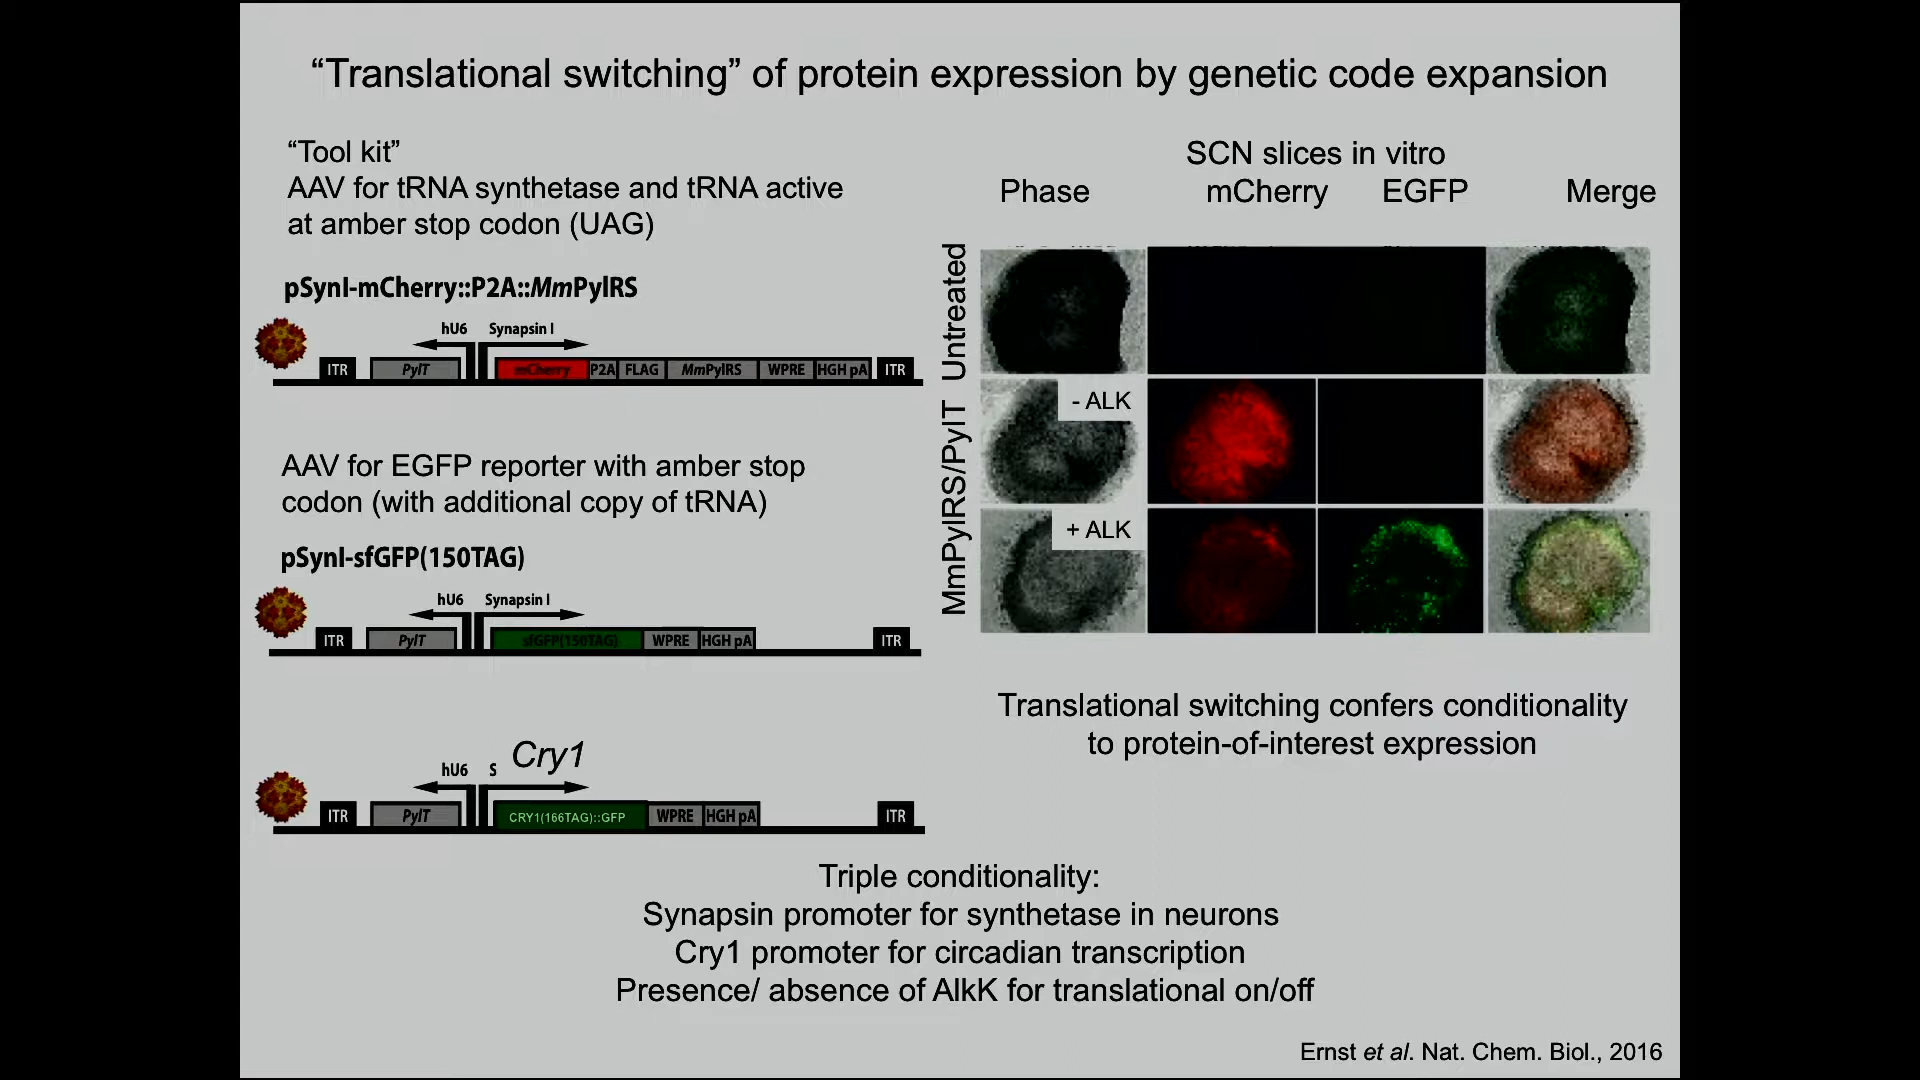 “Translational switching” of protein expression by genetic code expansion
“Tool kit”
AAV for tRNA synthetase and tRNA active
at amber stop codon (UAG)
pSynI-mCherry::P2A::MmPylRS
hU6 Synapsin I
ITR PylT mCherry P2A FLAG MmPylRS WPRE HGH pA ITR
AAV for EGFP reporter with amber stop
codon (with additional copy of tRNA)
pSynI-sfGFP(150TAG)
hU6 Synapsin I
ITR PylT sfGFP(150TAG) WPRE HGH pA ITR
Cry1
hU6 S
ITR PylT CRY1(166TAG)::GFP WPRE HGH pA ITR
SCN slices in vitro
Phase mCherry EGFP Merge
Untreated
MmPylRS/PylT
- ALK
+ ALK
Translational switching confers conditionality
to protein-of-interest expression
Triple conditionality:
Synapsin promoter for synthetase in neurons
Cry1 promoter for circadian transcription
Presence/ absence of AlkK for translational on/off
Ernst et al. Nat. Chem. Biol., 2016